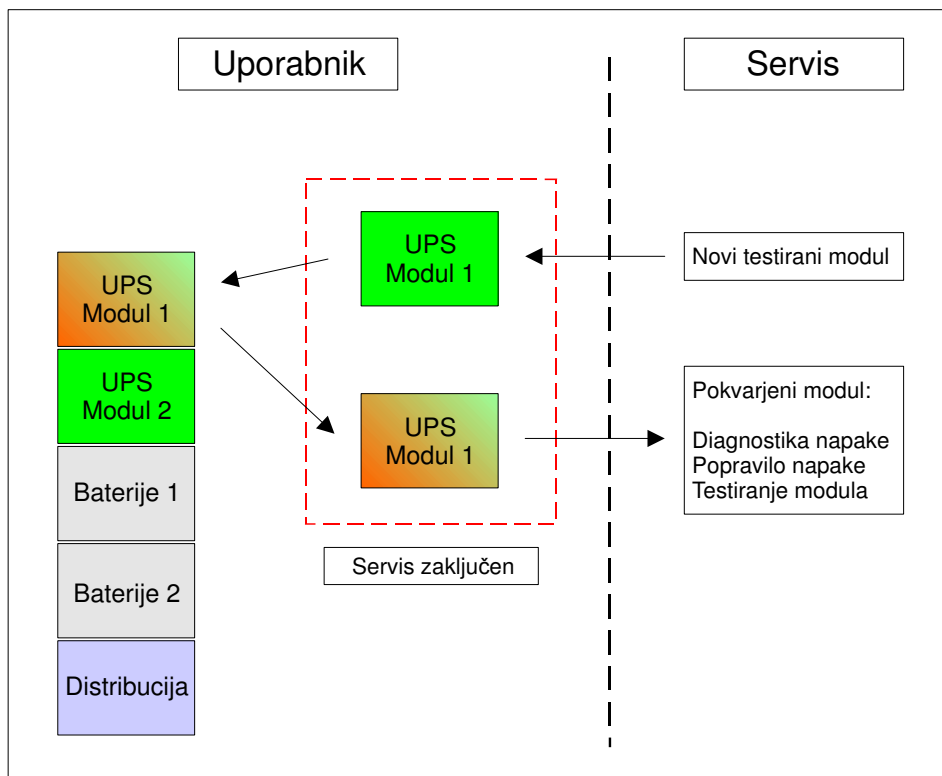 Uporabnik
Servis
UPS
Modul 1
Novi testirani modul
UPS
Modul 1
UPS
Modul 2
UPS
Modul 1
Pokvarjeni modul:
Diagnostika napake
Popravilo napake
Testiranje modula
Baterije 1
Servis zaključen
Baterije 2
Distribucija